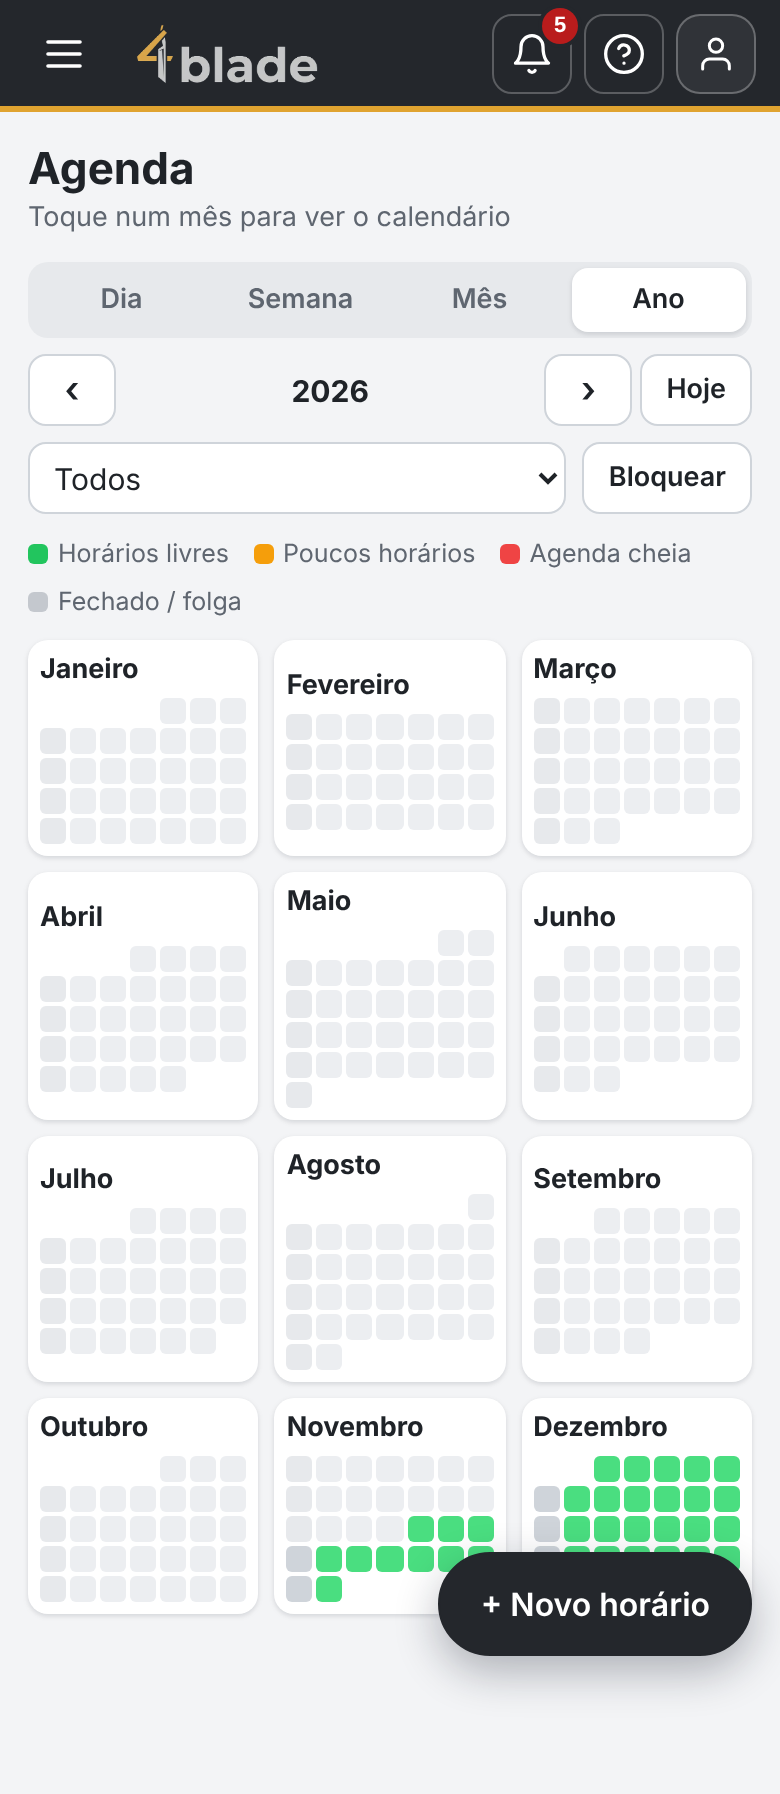 4blade
5
Agenda
Toque num mês para ver o calendário
Dia Semana Mês Ano
‹ 2026 › Hoje
Todos Bloquear
Horários livres Poucos horários Agenda cheia
Fechado / folga
Janeiro Fevereiro Março
Abril Maio Junho
Julho Agosto Setembro
Outubro Novembro Dezembro
+ Novo horário